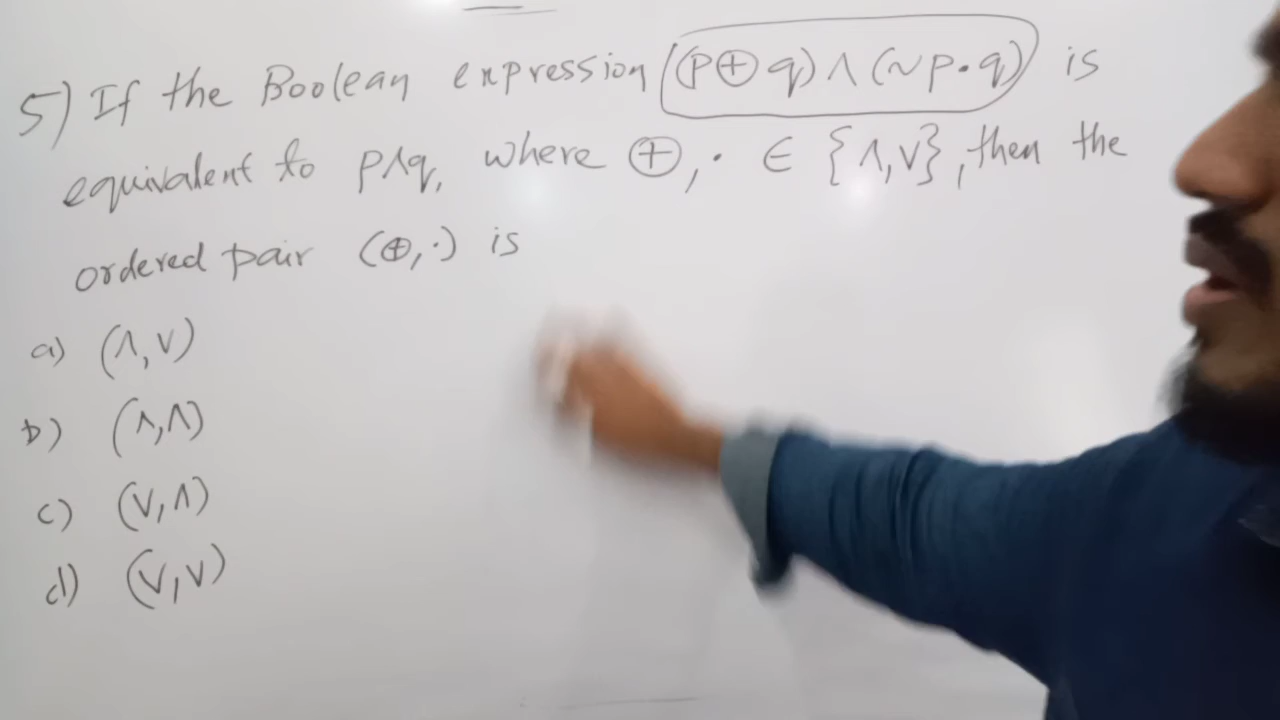 5) If the Boolean expression (p⊕q)∧(~p·q) is
equivalent to p∧q, where ⊕, · ∈ {∧,∨}, then the
ordered pair (⊕,·) is
a) (∧,∨)
b) (∧,∧)
c) (∨,∧)
d) (∨,∨)